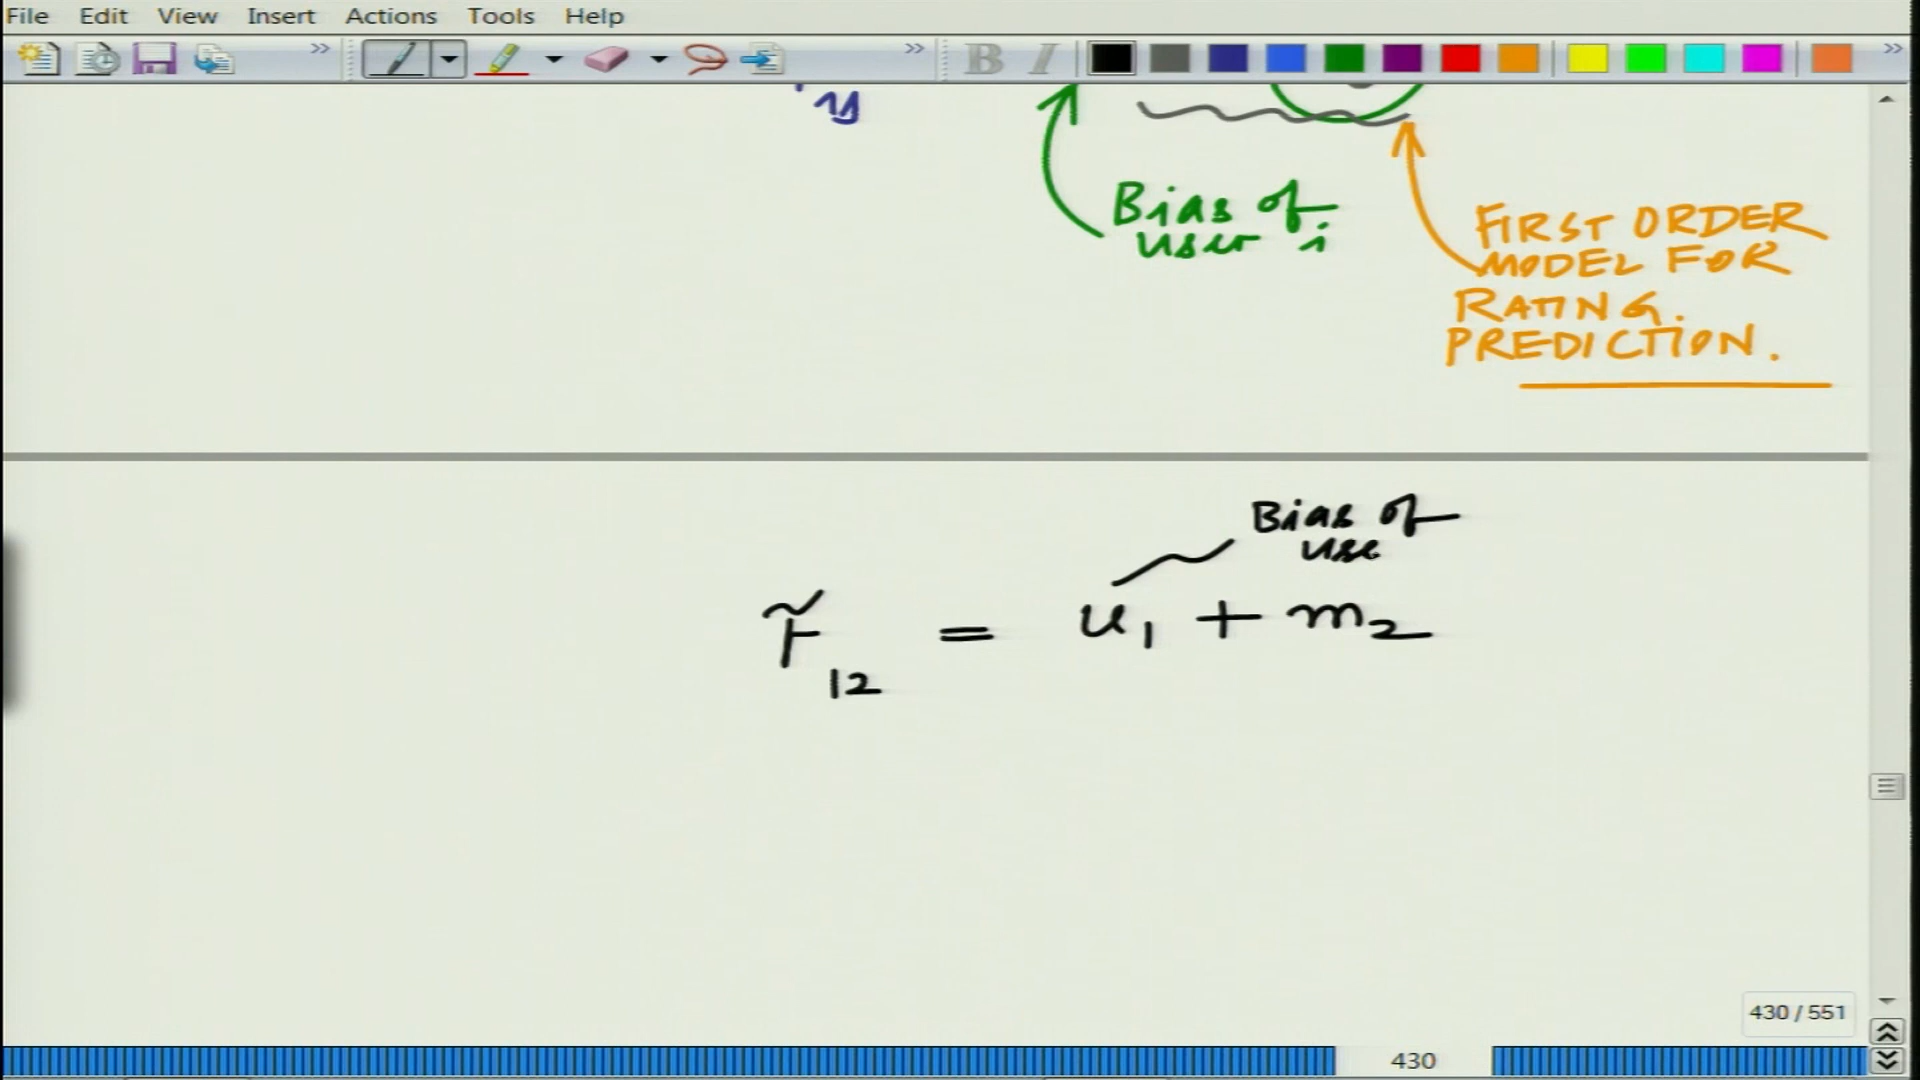 File Edit View Insert Actions Tools Help
B I
Bias of
user i
FIRST ORDER
MODEL FOR
RATING.
PREDICTION.
Bias of
use
r̃₁₂ = u₁ + m₂
430 / 551
430